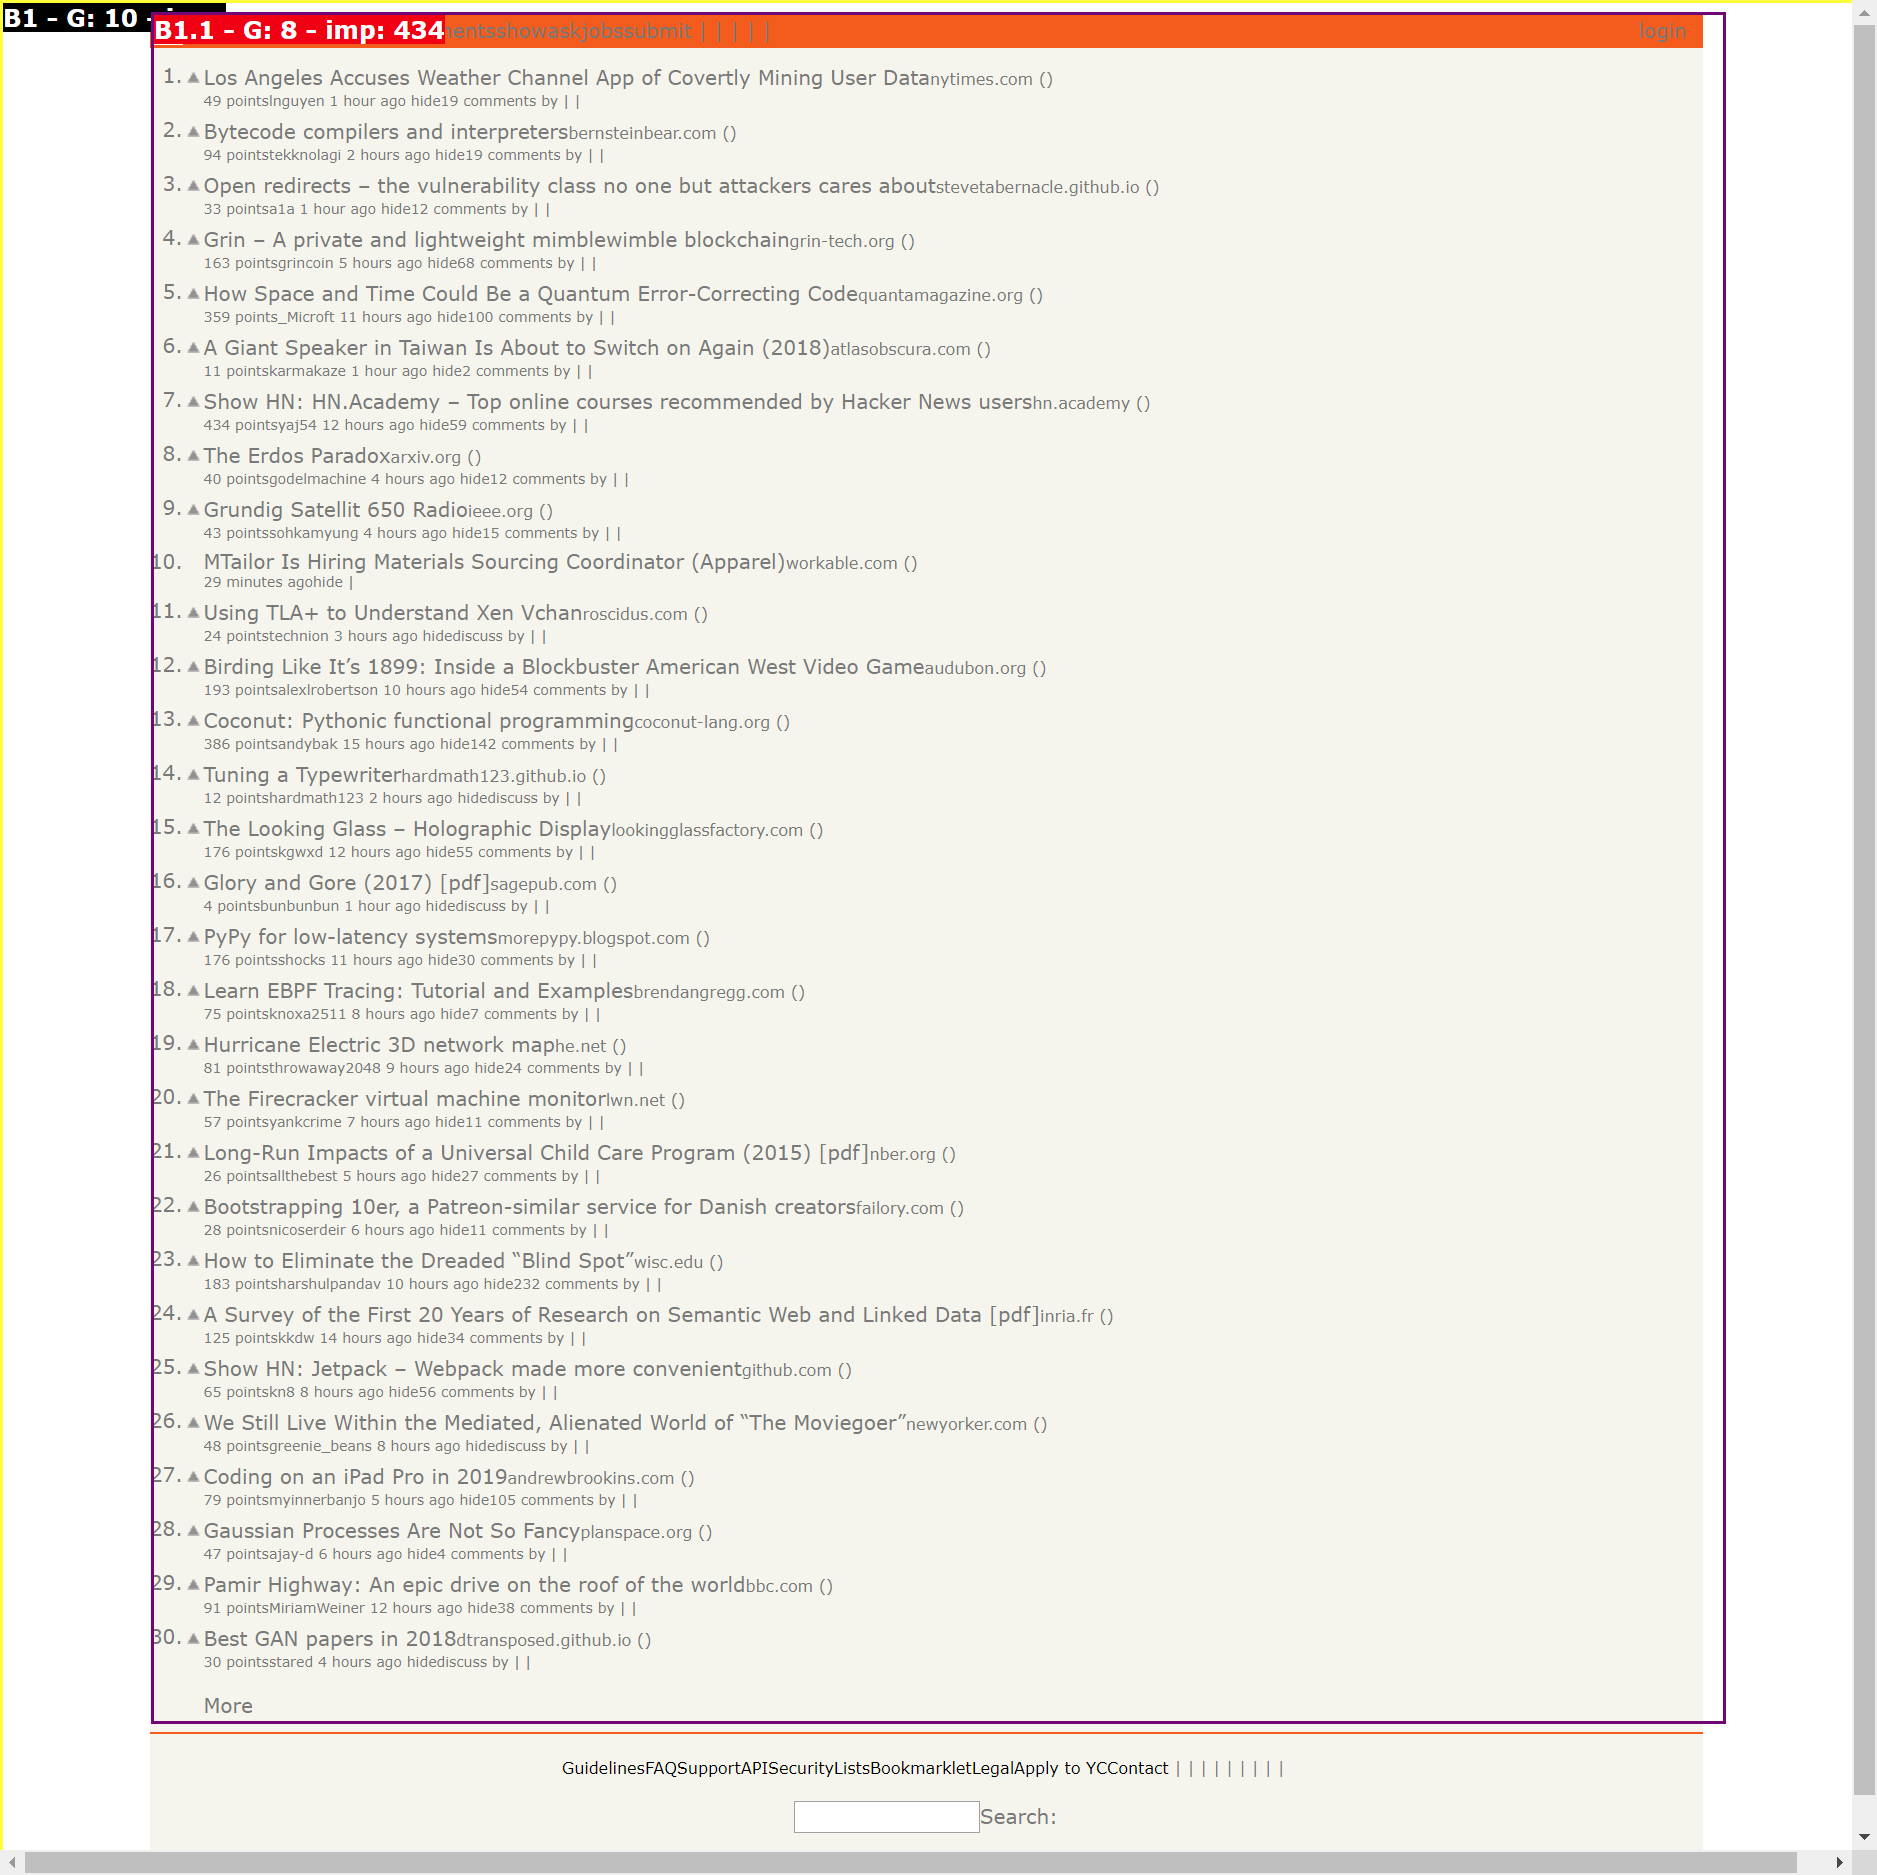 B1 - G: 10 -
B1.1 - G: 8 - imp: 434
entsshowaskjobssubmit | | | | |
login
1. Los Angeles Accuses Weather Channel App of Covertly Mining User Datanytimes.com ()
49 pointslnguyen 1 hour ago hide19 comments by | |
2. Bytecode compilers and interpretersbernsteinbear.com ()
94 pointstekknolagi 2 hours ago hide19 comments by | |
3. Open redirects – the vulnerability class no one but attackers cares aboutstevetabernacle.github.io ()
33 pointsa1a 1 hour ago hide12 comments by | |
4. Grin – A private and lightweight mimblewimble blockchaingrin-tech.org ()
163 pointsgrincoin 5 hours ago hide68 comments by | |
5. How Space and Time Could Be a Quantum Error-Correcting Codequantamagazine.org ()
359 points_Microft 11 hours ago hide100 comments by | |
6. A Giant Speaker in Taiwan Is About to Switch on Again (2018)atlasobscura.com ()
11 pointskarmakaze 1 hour ago hide2 comments by | |
7. Show HN: HN.Academy – Top online courses recommended by Hacker News usershn.academy ()
434 pointsyaj54 12 hours ago hide59 comments by | |
8. The Erdos Paradoxarxiv.org ()
40 pointsgodelmachine 4 hours ago hide12 comments by | |
9. Grundig Satellit 650 Radioieee.org ()
43 pointssohkamyung 4 hours ago hide15 comments by | |
10. MTailor Is Hiring Materials Sourcing Coordinator (Apparel)workable.com ()
29 minutes agohide |
11. Using TLA+ to Understand Xen Vchanroscidus.com ()
24 pointstechnion 3 hours ago hidediscuss by | |
12. Birding Like It’s 1899: Inside a Blockbuster American West Video Gameaudubon.org ()
193 pointsalexlrobertson 10 hours ago hide54 comments by | |
13. Coconut: Pythonic functional programmingcoconut-lang.org ()
386 pointsandybak 15 hours ago hide142 comments by | |
14. Tuning a Typewriterhardmath123.github.io ()
12 pointshardmath123 2 hours ago hidediscuss by | |
15. The Looking Glass – Holographic Displaylookingglassfactory.com ()
176 pointskgwxd 12 hours ago hide55 comments by | |
16. Glory and Gore (2017) [pdf]sagepub.com ()
4 pointsbunbunbun 1 hour ago hidediscuss by | |
17. PyPy for low-latency systemsmorepypy.blogspot.com ()
176 pointsshocks 11 hours ago hide30 comments by | |
18. Learn EBPF Tracing: Tutorial and Examplesbrendangregg.com ()
75 pointsknoxa2511 8 hours ago hide7 comments by | |
19. Hurricane Electric 3D network maphe.net ()
81 pointsthrowaway2048 9 hours ago hide24 comments by | |
20. The Firecracker virtual machine monitorlwn.net ()
57 pointsyankcrime 7 hours ago hide11 comments by | |
21. Long-Run Impacts of a Universal Child Care Program (2015) [pdf]nber.org ()
26 pointsallthebest 5 hours ago hide27 comments by | |
22. Bootstrapping 10er, a Patreon-similar service for Danish creatorsfailory.com ()
28 pointsnicoserdeir 6 hours ago hide11 comments by | |
23. How to Eliminate the Dreaded “Blind Spot”wisc.edu ()
183 pointsharshulpandav 10 hours ago hide232 comments by | |
24. A Survey of the First 20 Years of Research on Semantic Web and Linked Data [pdf]inria.fr ()
125 pointskkdw 14 hours ago hide34 comments by | |
25. Show HN: Jetpack – Webpack made more convenientgithub.com ()
65 pointskn8 8 hours ago hide56 comments by | |
26. We Still Live Within the Mediated, Alienated World of “The Moviegoer”newyorker.com ()
48 pointsgreenie_beans 8 hours ago hidediscuss by | |
27. Coding on an iPad Pro in 2019andrewbrookins.com ()
79 pointsmyinnerbanjo 5 hours ago hide105 comments by | |
28. Gaussian Processes Are Not So Fancyplanspace.org ()
47 pointsajay-d 6 hours ago hide4 comments by | |
29. Pamir Highway: An epic drive on the roof of the worldbbc.com ()
91 pointsMiriamWeiner 12 hours ago hide38 comments by | |
30. Best GAN papers in 2018dtransposed.github.io ()
30 pointsstared 4 hours ago hidediscuss by | |
More
GuidelinesFAQSupportAPISecurityListsBookmarkletLegalApply to YCContact | | | | | | | | |
Search: